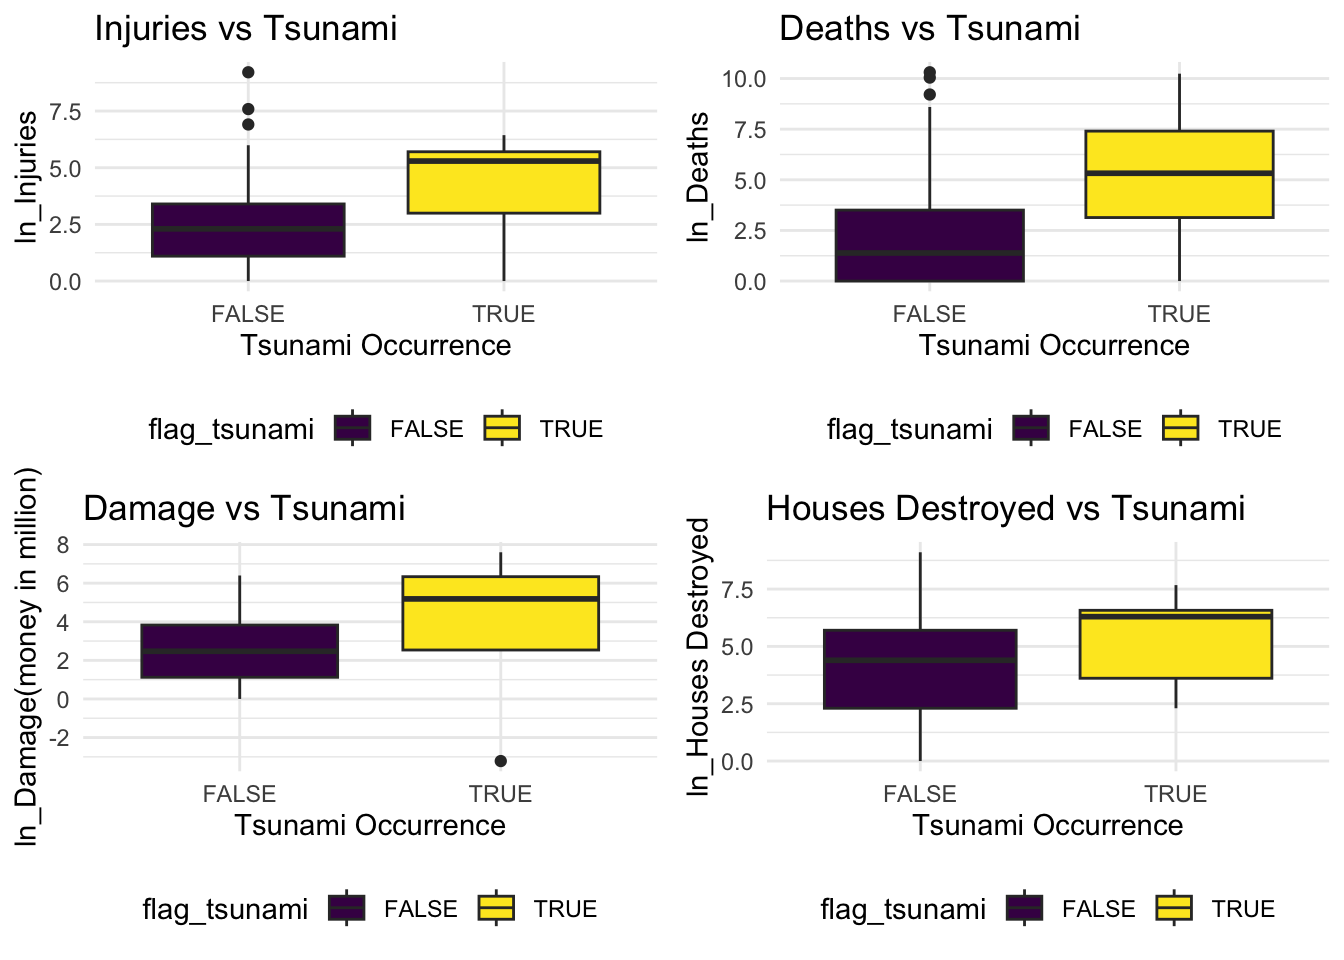 Injuries vs Tsunami
ln_Injuries
7.5
5.0
2.5
0.0
FALSE TRUE
Tsunami Occurrence
flag_tsunami FALSE TRUE
Deaths vs Tsunami
ln_Deaths
10.0
7.5
5.0
2.5
0.0
FALSE TRUE
Tsunami Occurrence
flag_tsunami FALSE TRUE
Damage vs Tsunami
ln_Damage(money in million)
8
6
4
2
0
-2
FALSE TRUE
Tsunami Occurrence
flag_tsunami FALSE TRUE
Houses Destroyed vs Tsunami
ln_Houses Destroyed
7.5
5.0
2.5
0.0
FALSE TRUE
Tsunami Occurrence
flag_tsunami FALSE TRUE